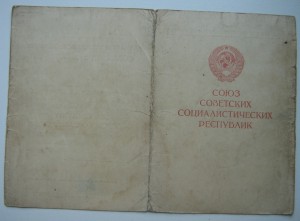 СОЮЗ
СОВЕТСКИХ
СОЦИАЛИСТИЧЕСКИХ
РЕСПУБЛИК